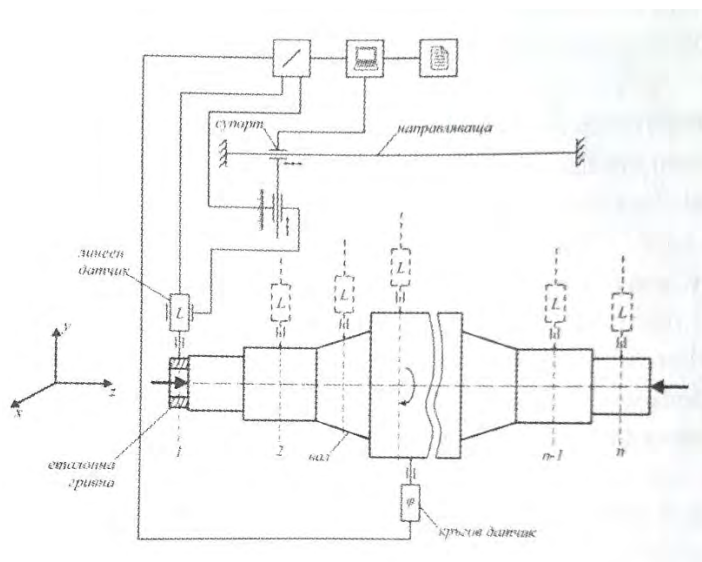 супорт
направляваща
линеен
датчик
L
L
L
L
L
L
y
x
z
еталонна
гривна
1
2
вал
n-1
n
φ
кръгов датчик